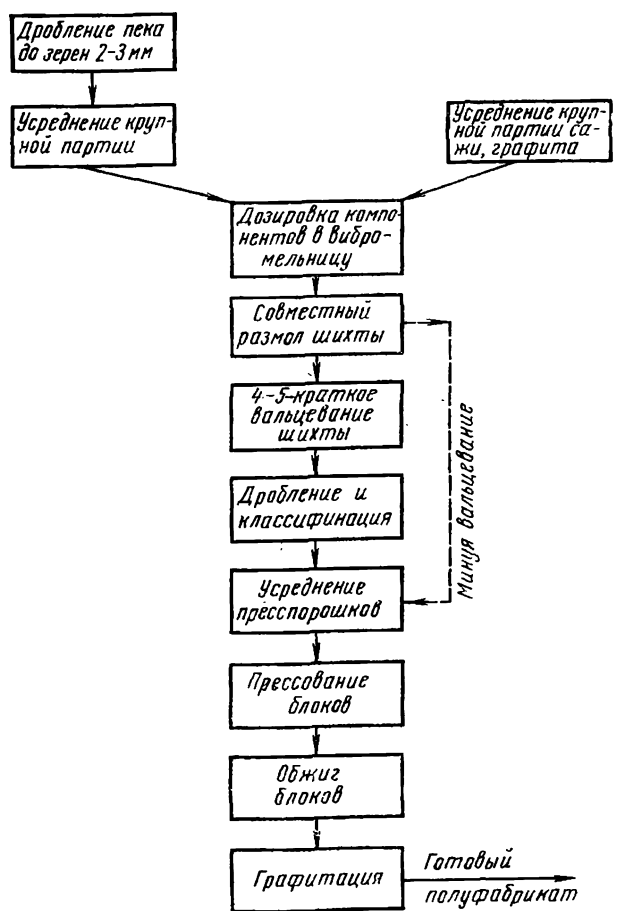 Дробление пека
до зерен 2-3 мм
Усреднение круп-
ной партии
Усреднение круп-
ной партии са-
жи, графита
Дозировка компо-
нентов в вибро-
мельницу
Совместный
размол шихты
4-5-кратное
вальцевание
шихты
Дробление и
классификация
Усреднение
пресспорошков
Минуя вальцевание
Прессование
блоков
Обжиг
блоков
Графитация
Готовый
полуфабрикат